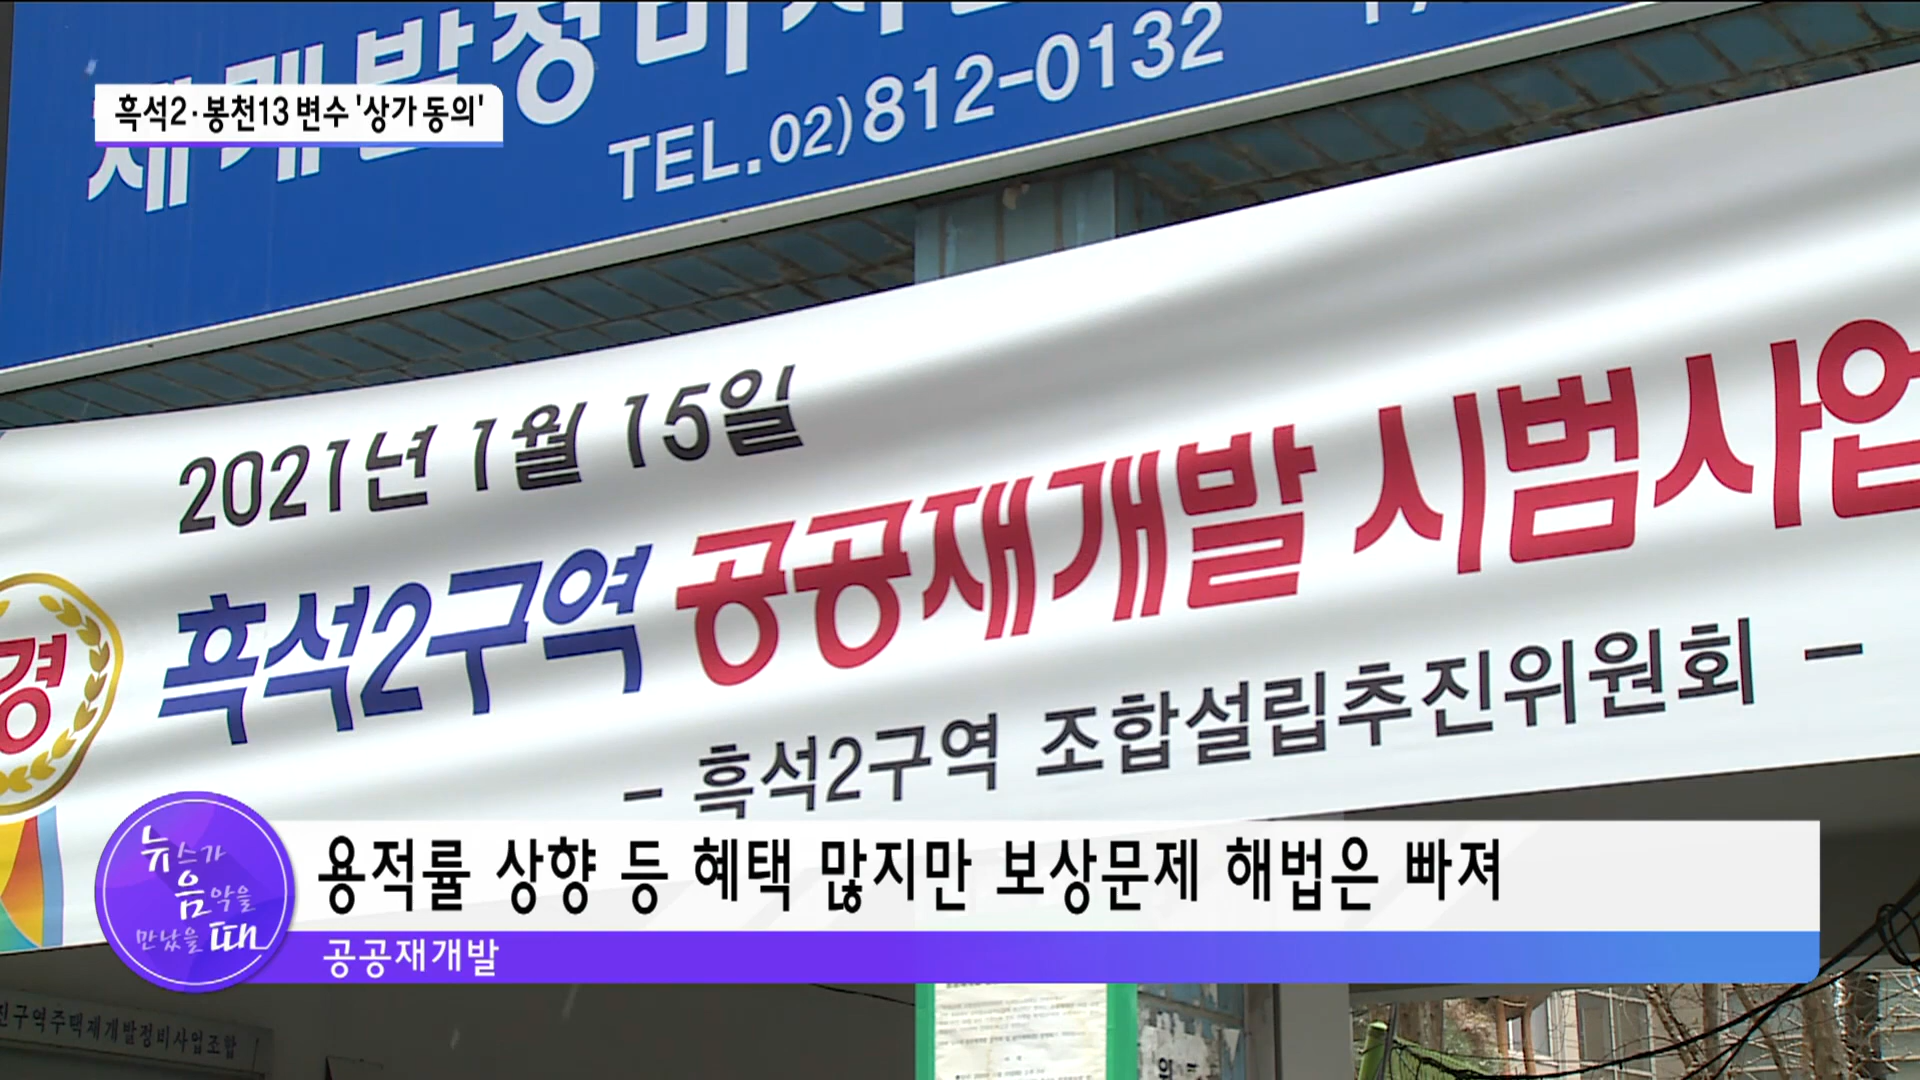 재개발정비사
TEL.02)812-0132
흑석2·봉천13 변수 '상가 동의'
2021년 1월 15일
경
흑석2구역 공공재개발 시범사업
- 흑석2구역 조합설립추진위원회 -
뉴스가
음악을
만났을 때
용적률 상향 등 혜택 많지만 보상문제 해법은 빠져
공공재개발
진구역주택재개발정비사업조합